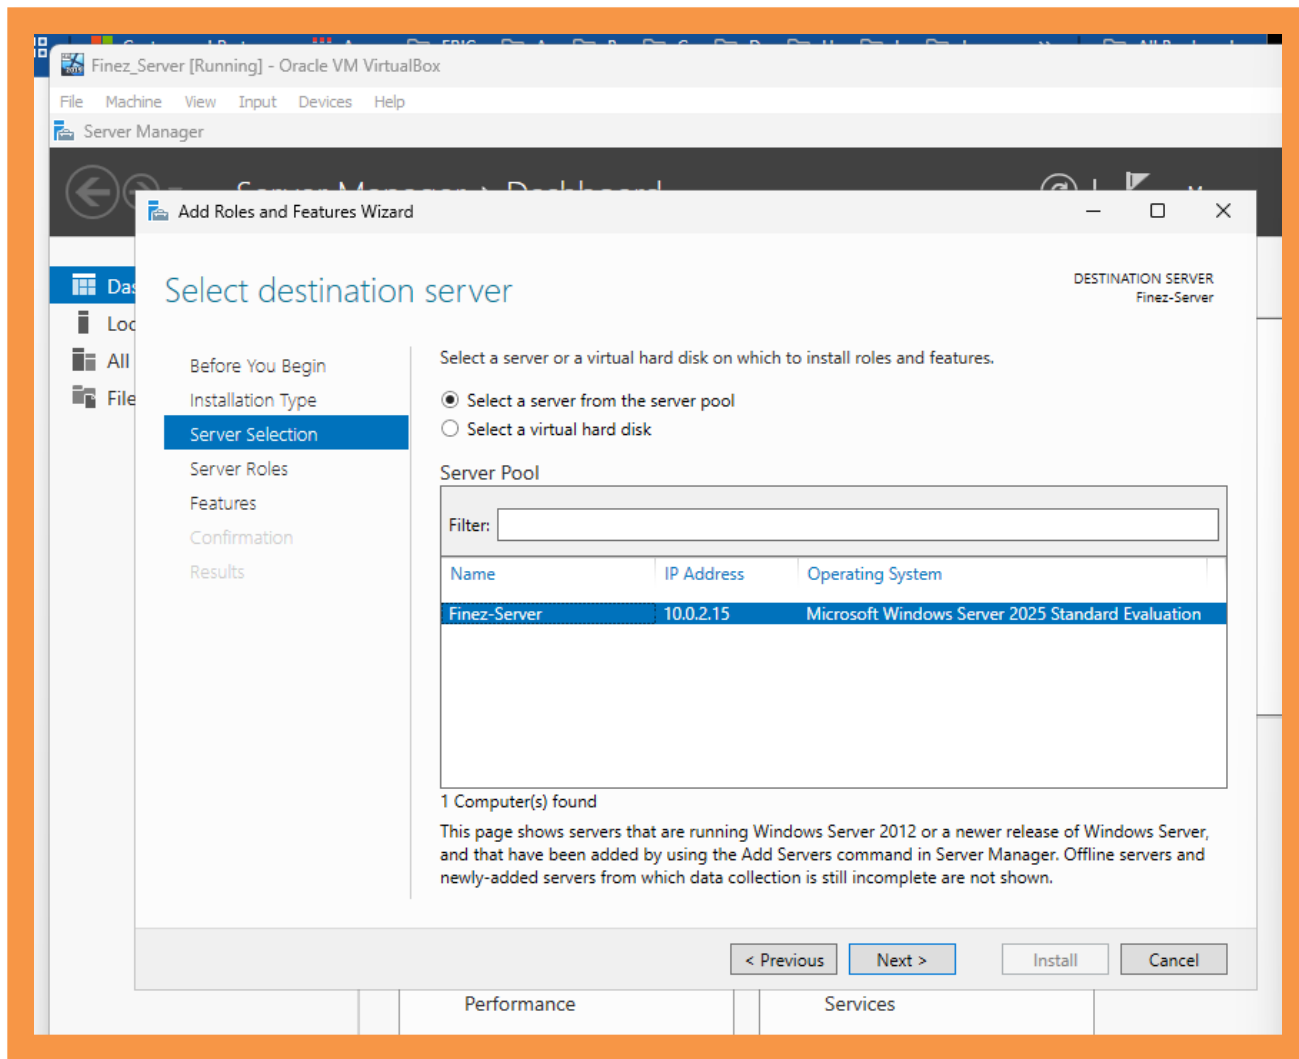 Finez_Server [Running] - Oracle VM VirtualBox
File Machine View Input Devices Help
Server Manager
Server Manager › Dashboard
Add Roles and Features Wizard
Select destination server
DESTINATION SERVER
Finez-Server
Das
Loc
All
File
Before You Begin
Installation Type
Server Selection
Server Roles
Features
Confirmation
Results
Select a server or a virtual hard disk on which to install roles and features.
Select a server from the server pool
Select a virtual hard disk
Server Pool
Filter:
Name IP Address Operating System
Finez-Server 10.0.2.15 Microsoft Windows Server 2025 Standard Evaluation
1 Computer(s) found
This page shows servers that are running Windows Server 2012 or a newer release of Windows Server,
and that have been added by using the Add Servers command in Server Manager. Offline servers and
newly-added servers from which data collection is still incomplete are not shown.
< Previous Next > Install Cancel
Performance Services